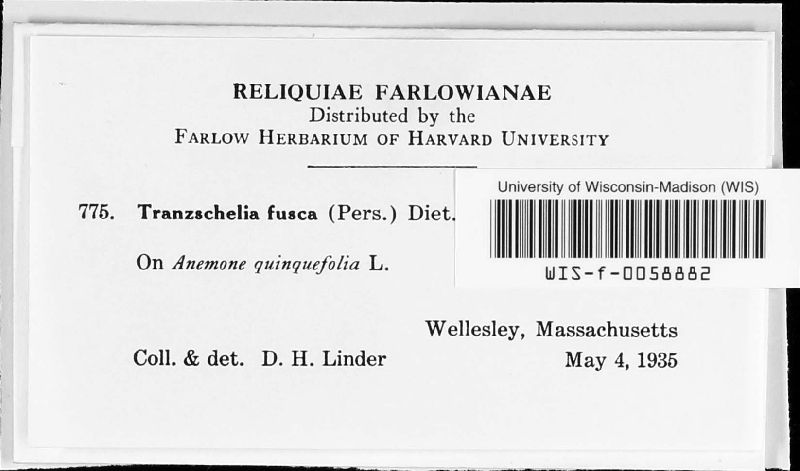 RELIQUIAE FARLOWIANAE
Distributed by the
FARLOW HERBARIUM OF HARVARD UNIVERSITY
775. Tranzschelia fusca (Pers.) Diet.
On Anemone quinquefolia L.
University of Wisconsin-Madison (WIS)
WIS-f-0058882
Wellesley, Massachusetts
Coll. & det. D. H. Linder May 4, 1935